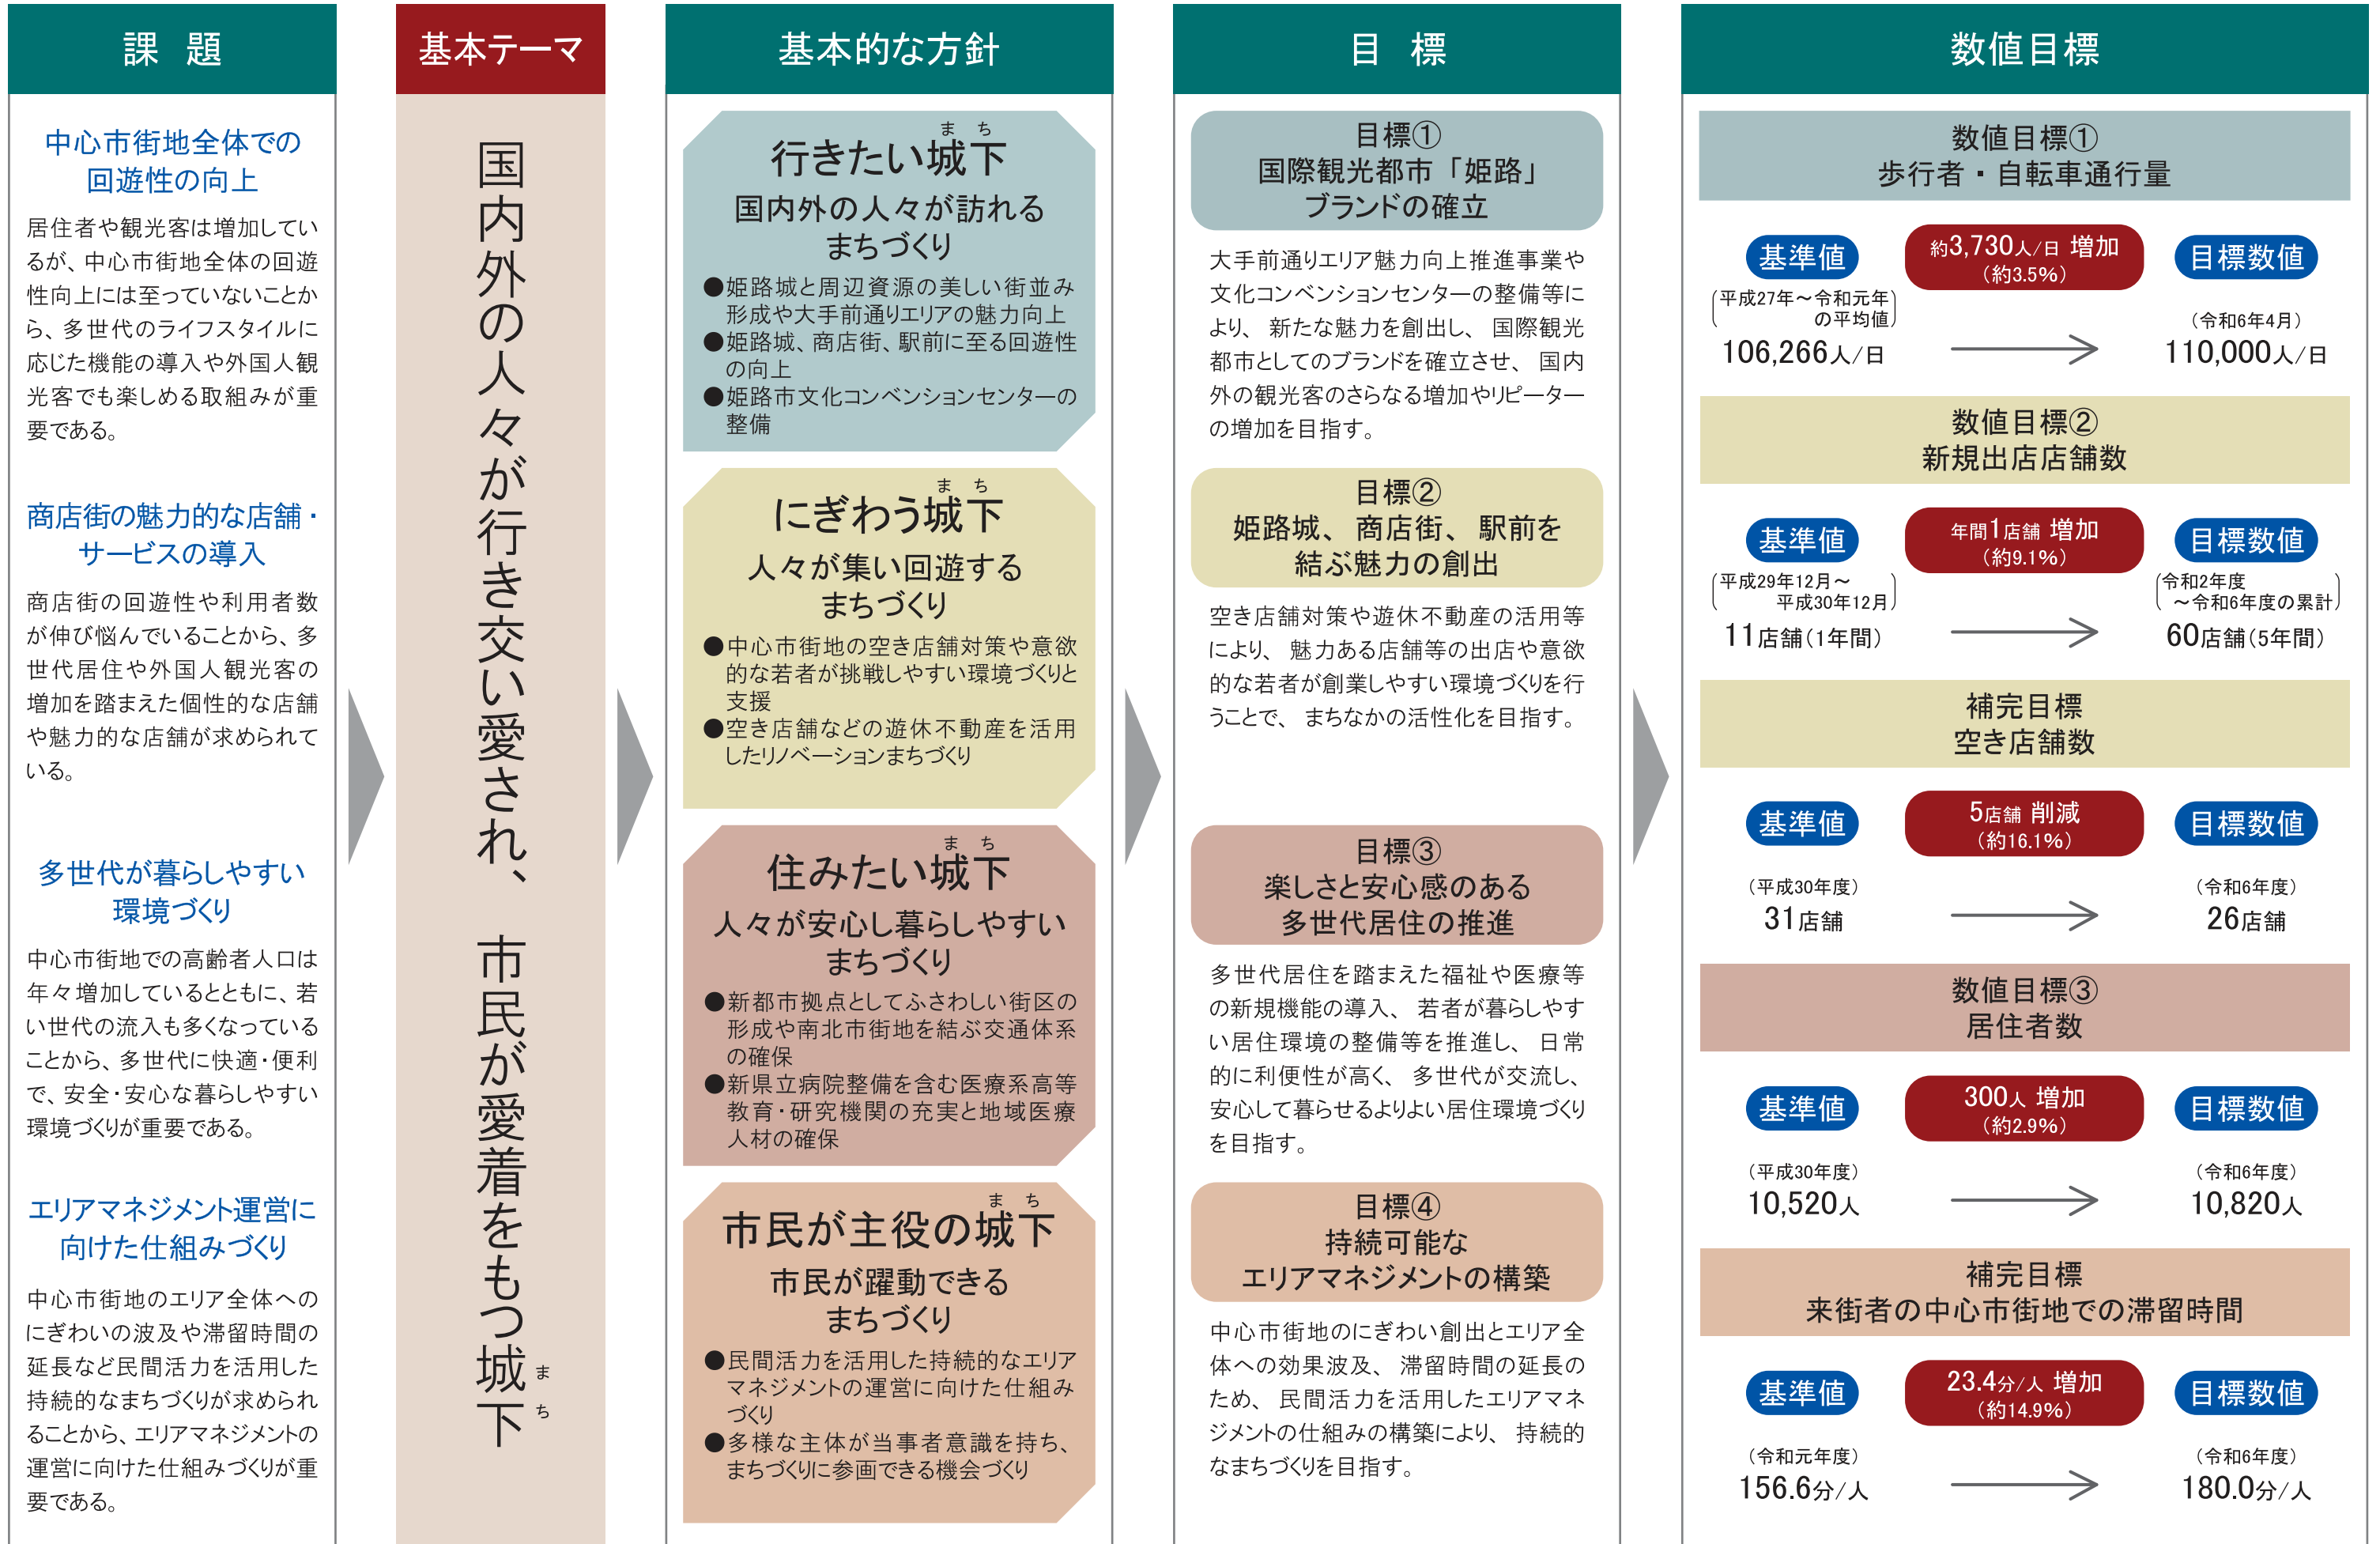 課 題
中心市街地全体での
回遊性の向上
居住者や観光客は増加してい
るが、中心市街地全体の回遊
性向上には至っていないことか
ら、多世代のライフスタイルに
応じた機能の導入や外国人観
光客でも楽しめる取組みが重
要である。
商店街の魅力的な店舗・
サービスの導入
商店街の回遊性や利用者数
が伸び悩んでいることから、多
世代居住や外国人観光客の
増加を踏まえた個性的な店舗
や魅力的な店舗が求められて
いる。
多世代が暮らしやすい
環境づくり
中心市街地での高齢者人口は
年々増加しているとともに、若
い世代の流入も多くなっている
ことから、多世代に快適・便利
で、安全・安心な暮らしやすい
環境づくりが重要である。
エリアマネジメント運営に
向けた仕組みづくり
中心市街地のエリア全体への
にぎわいの波及や滞留時間の
延長など民間活力を活用した
持続的なまちづくりが求められ
ることから、エリアマネジメントの
運営に向けた仕組みづくりが重
要である。
基本テーマ
国内外の人々が行き交い愛され、市民が愛着をもつ城下
まち
基本的な方針
まち
行きたい城下
国内外の人々が訪れる
まちづくり
●姫路城と周辺資源の美しい街並み
形成や大手前通りエリアの魅力向上
●姫路城、商店街、駅前に至る回遊性
の向上
●姫路市文化コンベンションセンターの
整備
まち
にぎわう城下
人々が集い回遊する
まちづくり
●中心市街地の空き店舗対策や意欲
的な若者が挑戦しやすい環境づくりと
支援
●空き店舗などの遊休不動産を活用
したリノベーションまちづくり
まち
住みたい城下
人々が安心し暮らしやすい
まちづくり
●新都市拠点としてふさわしい街区の
形成や南北市街地を結ぶ交通体系
の確保
●新県立病院整備を含む医療系高等
教育・研究機関の充実と地域医療
人材の確保
まち
市民が主役の城下
市民が躍動できる
まちづくり
●民間活力を活用した持続的なエリア
マネジメントの運営に向けた仕組み
づくり
●多様な主体が当事者意識を持ち、
まちづくりに参画できる機会づくり
目 標
目標①
国際観光都市「姫路」
ブランドの確立
大手前通りエリア魅力向上推進事業や
文化コンベンションセンターの整備等に
より、新たな魅力を創出し、国際観光
都市としてのブランドを確立させ、国内
外の観光客のさらなる増加やリピーター
の増加を目指す。
目標②
姫路城、商店街、駅前を
結ぶ魅力の創出
空き店舗対策や遊休不動産の活用等
により、魅力ある店舗等の出店や意欲
的な若者が創業しやすい環境づくりを行
うことで、まちなかの活性化を目指す。
目標③
楽しさと安心感のある
多世代居住の推進
多世代居住を踏まえた福祉や医療等
の新規機能の導入、若者が暮らしやす
い居住環境の整備等を推進し、日常
的に利便性が高く、多世代が交流し、
安心して暮らせるよりよい居住環境づくり
を目指す。
目標④
持続可能な
エリアマネジメントの構築
中心市街地のにぎわい創出とエリア全
体への効果波及、滞留時間の延長の
ため、民間活力を活用したエリアマネ
ジメントの仕組みの構築により、持続的
なまちづくりを目指す。
数値目標
数値目標①
歩行者・自転車通行量
基準値
約3,730人/日 増加
（約3.5%）
目標数値
（平成27年～令和元年
の平均値）
（令和6年4月）
106,266人/日
110,000人/日
数値目標②
新規出店店舗数
基準値
年間1店舗 増加
（約9.1%）
目標数値
（平成29年12月～
平成30年12月）
（令和2年度
～令和6年度の累計）
11店舗（1年間）
60店舗（5年間）
補完目標
空き店舗数
基準値
5店舗 削減
（約16.1%）
目標数値
（平成30年度）
（令和6年度）
31店舗
26店舗
数値目標③
居住者数
基準値
300人 増加
（約2.9%）
目標数値
（平成30年度）
（令和6年度）
10,520人
10,820人
補完目標
来街者の中心市街地での滞留時間
基準値
23.4分/人 増加
（約14.9%）
目標数値
（令和元年度）
（令和6年度）
156.6分/人
180.0分/人